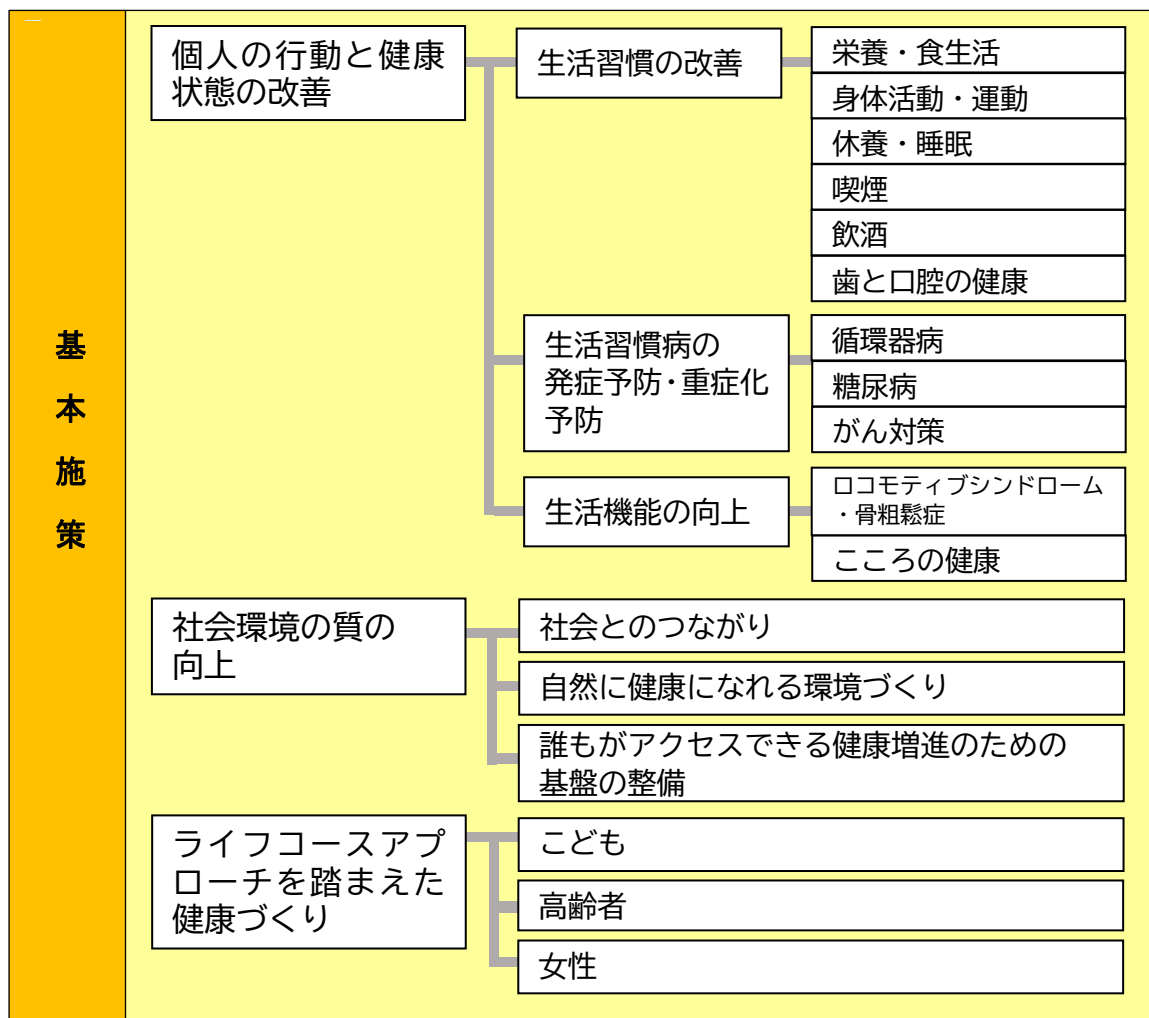 基本施策
個人の行動と健康
状態の改善
生活習慣の改善
栄養・食生活
身体活動・運動
休養・睡眠
喫煙
飲酒
歯と口腔の健康
生活習慣病の
発症予防・重症化
予防
循環器病
糖尿病
がん対策
生活機能の向上
ロコモティブシンドローム
・骨粗鬆症
こころの健康
社会環境の質の
向上
社会とのつながり
自然に健康になれる環境づくり
誰もがアクセスできる健康増進のための
基盤の整備
ライフコースアプ
ローチを踏まえた
健康づくり
こども
高齢者
女性